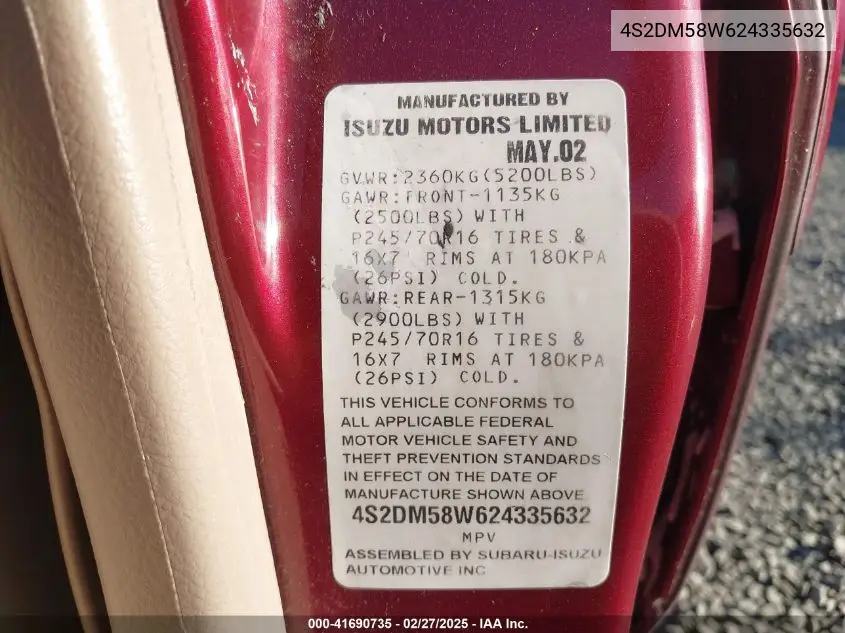 4S2DM58W624335632
MANUFACTURED BY
ISUZU MOTORS LIMITED
MAY.02
GVWR:2360KG(5200LBS)
GAWR:FRONT-1135KG
(2500LBS) WITH
P245/70R16 TIRES &
16X7 RIMS AT 180KPA
(26PSI) COLD.
GAWR:REAR-1315KG
(2900LBS) WITH
P245/70R16 TIRES &
16X7 RIMS AT 180KPA
(26PSI) COLD.
THIS VEHICLE CONFORMS TO
ALL APPLICABLE FEDERAL
MOTOR VEHICLE SAFETY AND
THEFT PREVENTION STANDARDS
IN EFFECT ON THE DATE OF
MANUFACTURE SHOWN ABOVE
4S2DM58W624335632
MPV
ASSEMBLED BY SUBARU-ISUZU
AUTOMOTIVE INC
000-41690735 - 02/27/2025 - IAA Inc.